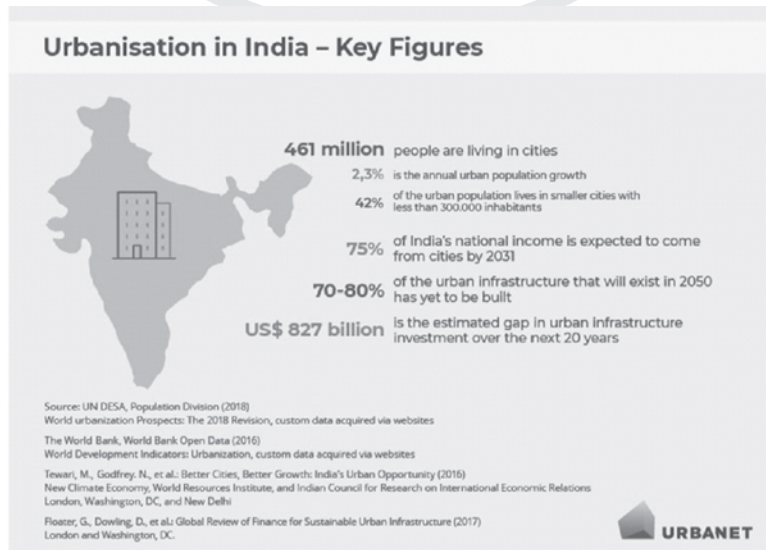 Urbanisation in India – Key Figures
461 million people are living in cities
2,3% is the annual urban population growth
42% of the urban population lives in smaller cities with
less than 300.000 inhabitants
75% of India's national income is expected to come
from cities by 2031
70-80% of the urban infrastructure that will exist in 2050
has yet to be built
US$ 827 billion is the estimated gap in urban infrastructure
investment over the next 20 years
Source: UN DESA, Population Division (2018)
World urbanization Prospects: The 2018 Revision, custom data acquired via websites
The World Bank, World Bank Open Data (2016)
World Development Indicators: Urbanization, custom data acquired via websites
Tewari, M., Godfrey. N., et al.: Better Cities, Better Growth: India's Urban Opportunity (2016)
New Climate Economy, World Resources Institute, and Indian Council for Research on International Economic Relations
London, Washington, DC, and New Delhi
Floater, G., Dowling, D., et al.: Global Review of Finance for Sustainable Urban Infrastructure (2017)
London and Washington, DC.
URBANET